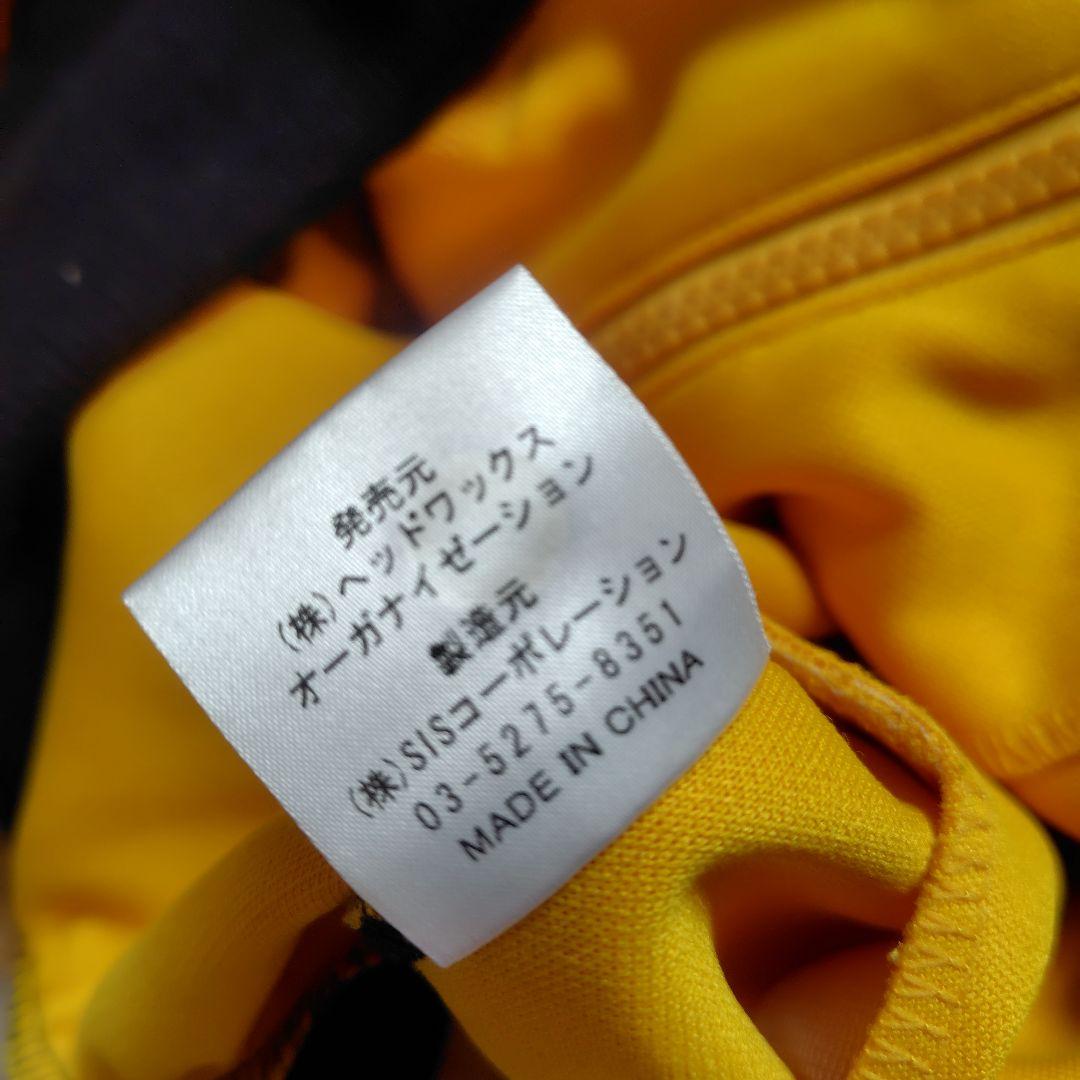 発売元
(株)ヘッドワックス
オーガナイゼーション
製造元
(株)SISコーポレーション
03-5275-8351
MADE IN CHINA